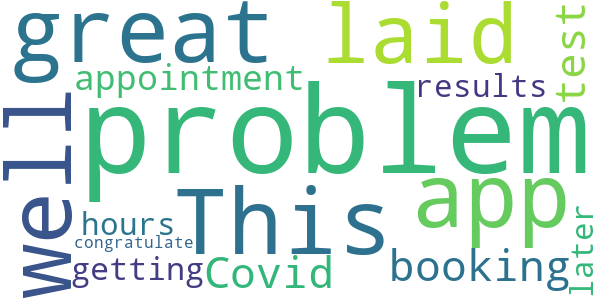 great laid test
appointment results
well problem
This app
hours later
congratulate booking
getting Covid